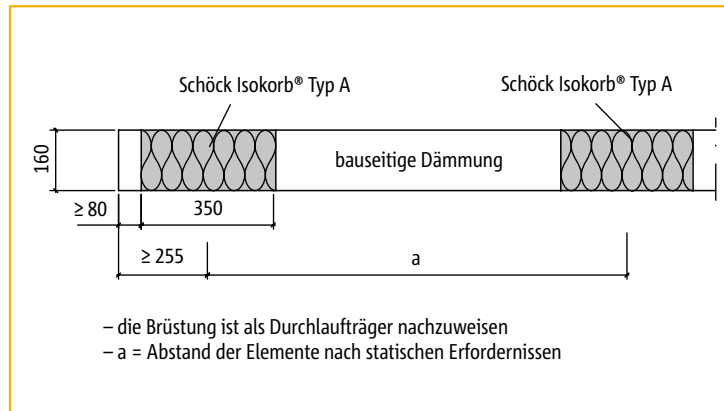 Schöck Isokorb® Typ A
Schöck Isokorb® Typ A
bauseitige Dämmung
160
≥ 80
350
≥ 255
a
– die Brüstung ist als Durchlaufträger nachzuweisen
– a = Abstand der Elemente nach statischen Erfordernissen